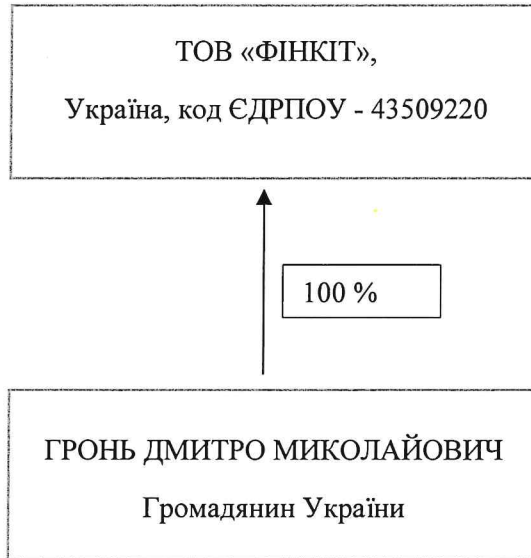 ТОВ «ФІНКІТ»,
Україна, код ЄДРПОУ - 43509220
100 %
ГРОНЬ ДМИТРО МИКОЛАЙОВИЧ
Громадянин України